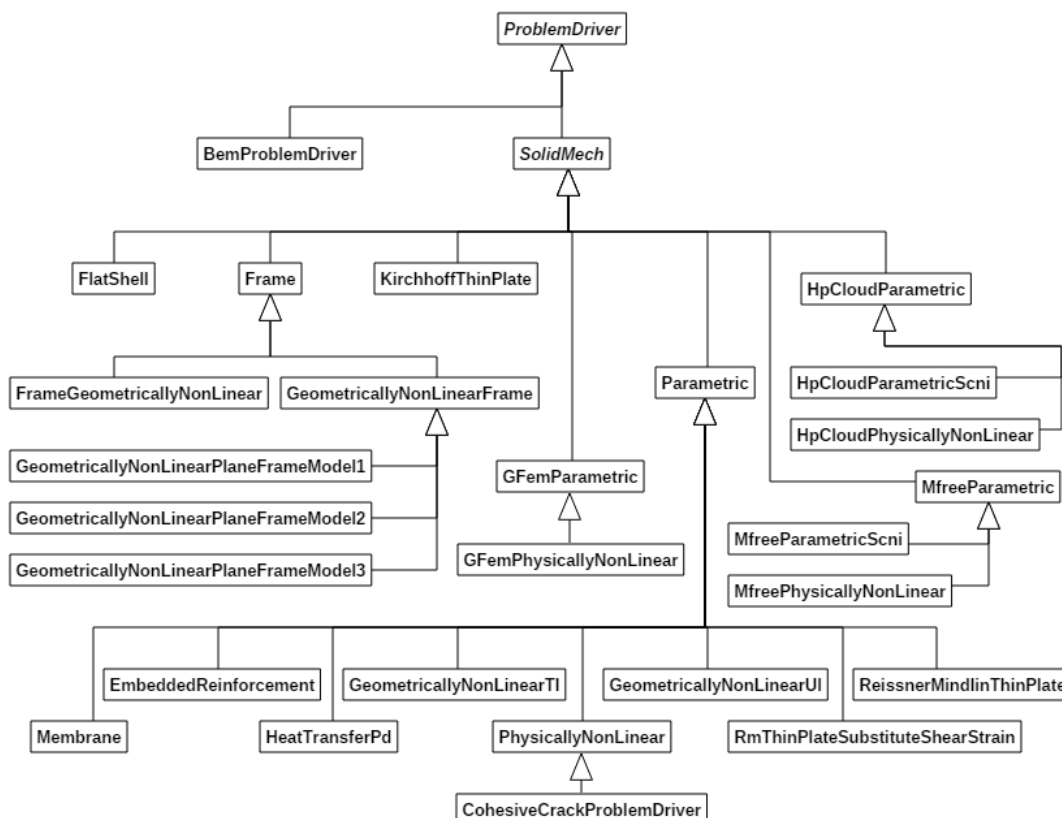 ProblemDriver
BemProblemDriver
SolidMech
FlatShell
Frame
KirchhoffThinPlate
HpCloudParametric
FrameGeometricallyNonLinear
GeometricallyNonLinearFrame
Parametric
HpCloudParametricScni
HpCloudPhysicallyNonLinear
GeometricallyNonLinearPlaneFrameModel1
GFemParametric
MfreeParametric
GeometricallyNonLinearPlaneFrameModel2
MfreeParametricScni
GeometricallyNonLinearPlaneFrameModel3
GFemPhysicallyNonLinear
MfreePhysicallyNonLinear
EmbeddedReinforcement
GeometricallyNonLinearTl
GeometricallyNonLinearUl
ReissnerMindlinThinPlate
Membrane
HeatTransferPd
PhysicallyNonLinear
RmThinPlateSubstituteShearStrain
CohesiveCrackProblemDriver